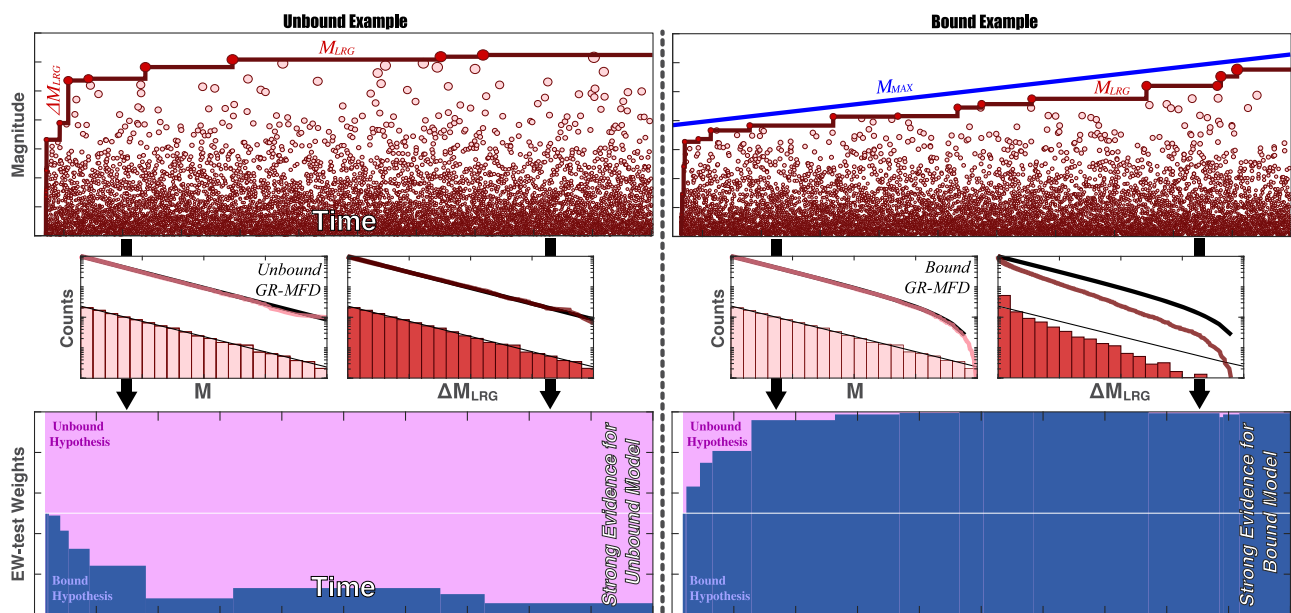 Unbound Example
Bound Example
Magnitude
ΔM_LRG
M_LRG
Time
M_MAX
M_LRG
Counts
Unbound
GR-MFD
M
ΔM_LRG
Counts
Bound
GR-MFD
M
ΔM_LRG
EW-test Weights
Unbound
Hypothesis
Bound
Hypothesis
Time
Strong Evidence for
Unbound Model
Unbound
Hypothesis
Bound
Hypothesis
Strong Evidence for
Bound Model